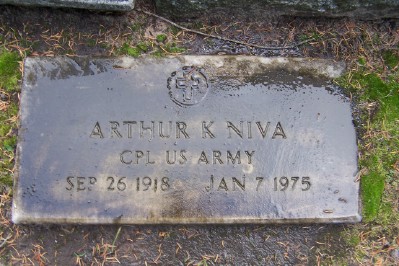 ARTHUR K NIVA
CPL US ARMY
SEP 26 1918 JAN 7 1975